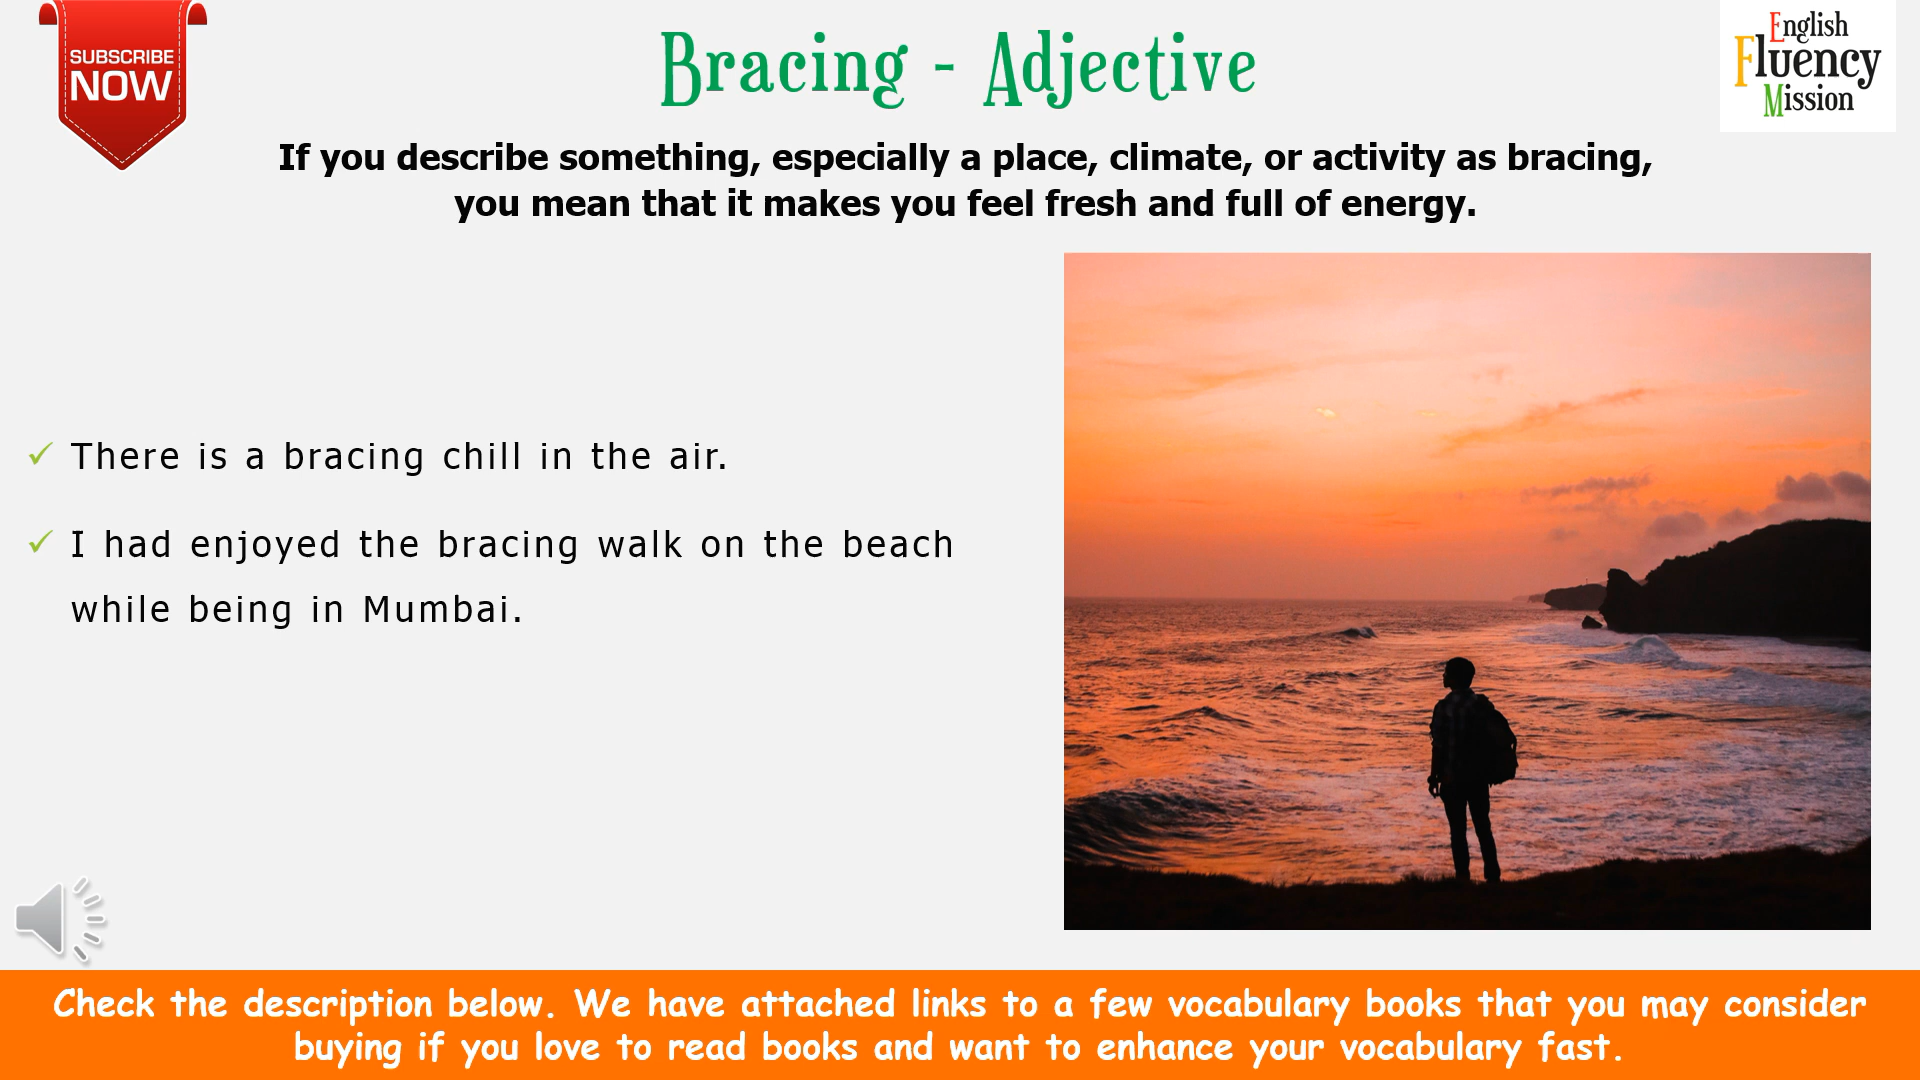 SUBSCRIBE
NOW
Bracing - Adjective
English
Fluency
Mission
If you describe something, especially a place, climate, or activity as bracing,
you mean that it makes you feel fresh and full of energy.
✓ There is a bracing chill in the air.
✓ I had enjoyed the bracing walk on the beach
while being in Mumbai.
Check the description below. We have attached links to a few vocabulary books that you may consider
buying if you love to read books and want to enhance your vocabulary fast.